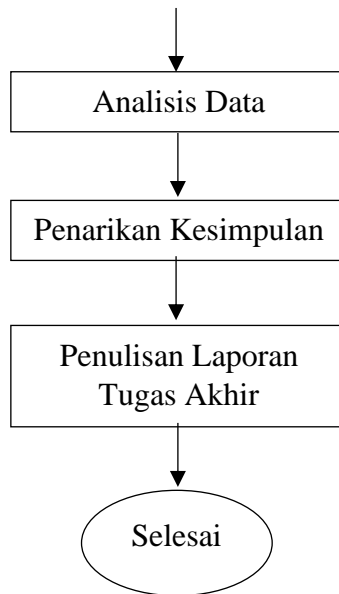 Analisis Data
Penarikan Kesimpulan
Penulisan Laporan
Tugas Akhir
Selesai